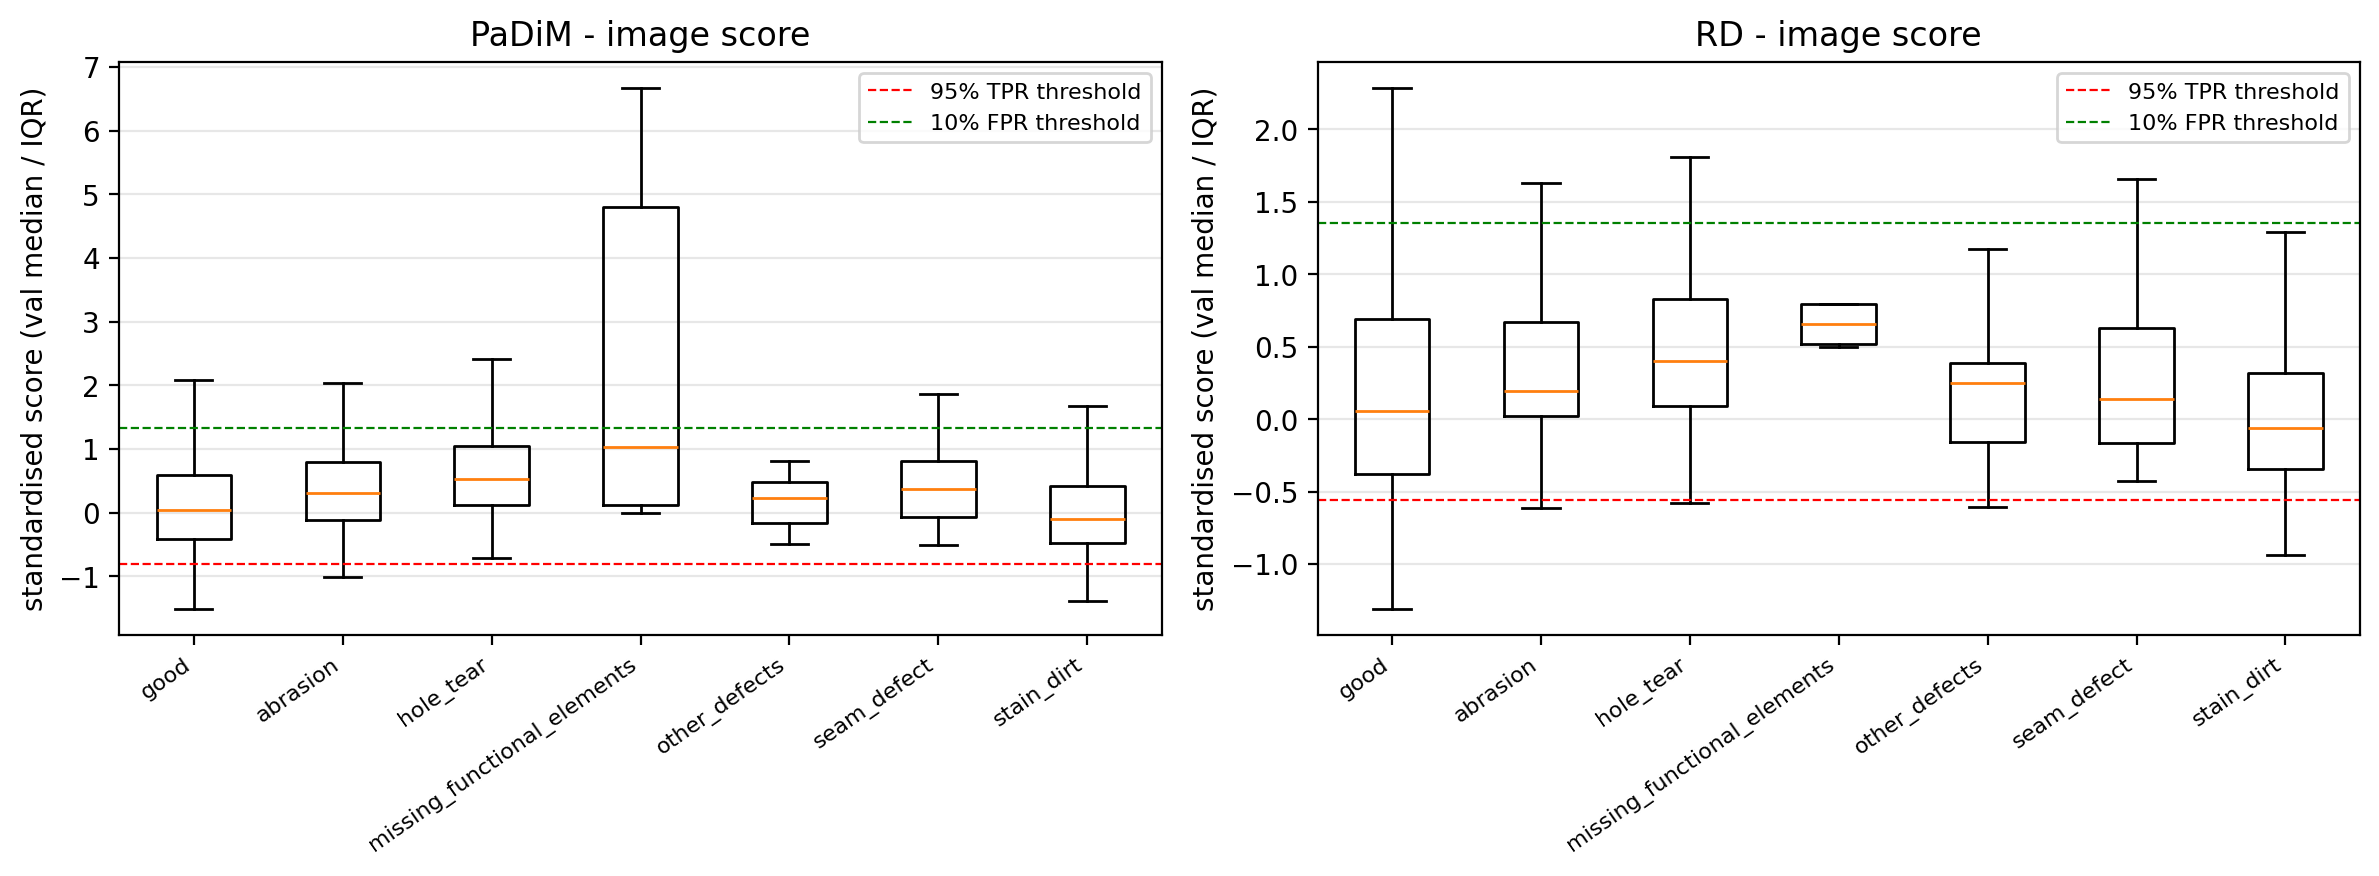 PaDiM - image score
standardised score (val median / IQR)
7
6
5
4
3
2
1
0
−1
95% TPR threshold
10% FPR threshold
good
abrasion
hole_tear
missing_functional_elements
other_defects
seam_defect
stain_dirt
RD - image score
standardised score (val median / IQR)
2.0
1.5
1.0
0.5
0.0
−0.5
−1.0
95% TPR threshold
10% FPR threshold
good
abrasion
hole_tear
missing_functional_elements
other_defects
seam_defect
stain_dirt